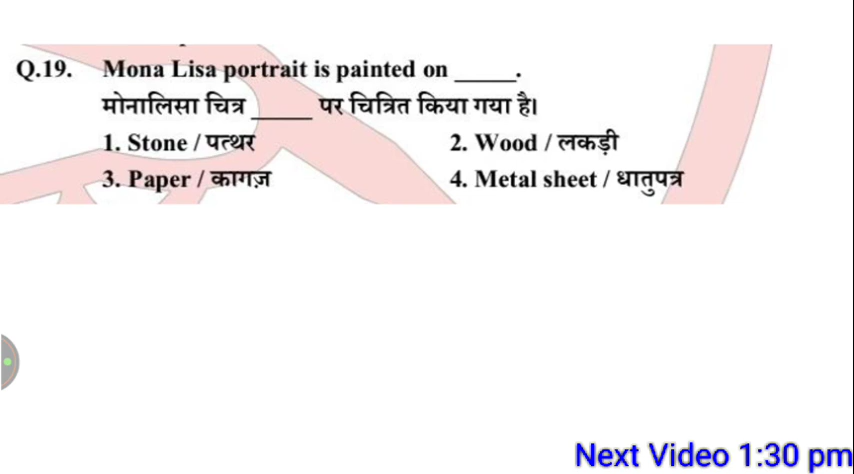 Q.19. Mona Lisa portrait is painted on _____.
मोनालिसा चित्र _____ पर चित्रित किया गया है।
1. Stone / पत्थर 2. Wood / लकड़ी
3. Paper / कागज़ 4. Metal sheet / धातुपत्र
Next Video 1:30 pm